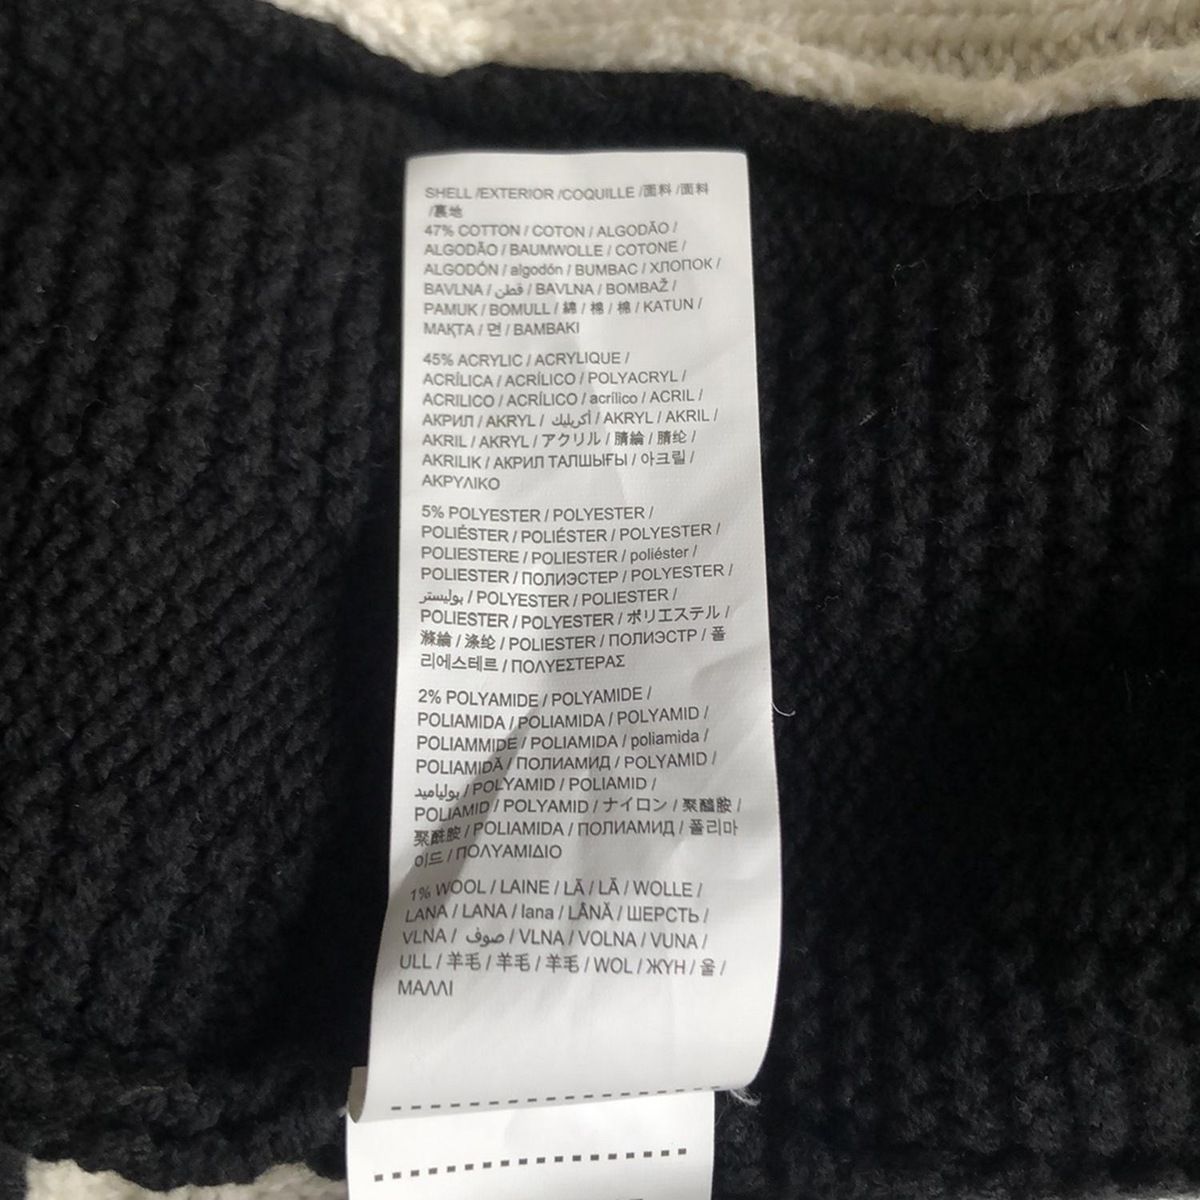 SHELL /EXTERIOR /COQUILLE /面料 /面料
/裏地
47% COTTON / COTON / ALGODÃO /
ALGODÃO / BAUMWOLLE / COTONE /
ALGODÓN / algodón / BUMBAC / ХЛОПОК /
BAVLNA / قطن / BAVLNA / BOMBAŽ /
PAMUK / BOMULL / 綿 / 棉 / 棉 / KATUN /
МАҚТА / 면 / BAMBAKI
45% ACRYLIC / ACRYLIQUE /
ACRÍLICA / ACRÍLICO / POLYACRYL /
ACRILICO / ACRÍLICO / acrílico / ACRIL /
АКРИЛ / AKRYL / أكريليك / AKRYL / AKRIL /
AKRIL / AKRYL / アクリル / 腈綸 / 腈纶 /
AKRILIK / АКРИЛ ТАЛШЫҒЫ / 아크릴 /
ΑΚΡΥΛΙΚΟ
5% POLYESTER / POLYESTER /
POLIÉSTER / POLIÉSTER / POLYESTER /
POLIESTERE / POLIESTER / poliéster /
POLIESTER / ПОЛИЭСТЕР / POLYESTER /
بوليستر / POLYESTER / POLIESTER /
POLIESTER / POLYESTER / ポリエステル /
滌綸 / 涤纶 / POLIESTER / ПОЛИЭСТР / 폴
리에스테르 / ΠΟΛΥΕΣΤΕΡΑΣ
2% POLYAMIDE / POLYAMIDE /
POLIAMIDA / POLIAMIDA / POLYAMID /
POLIAMMIDE / POLIAMIDA / poliamida /
POLIAMIDĂ / ПОЛИАМИД / POLYAMID /
بولياميد / POLYAMID / POLIAMID /
POLIAMID / POLYAMID / ナイロン / 聚醯胺 /
聚酰胺 / POLIAMIDA / ПОЛИАМИД / 폴리마
이드 / ΠΟΛΥΑΜΙΔΙΟ
1% WOOL / LAINE / LÃ / LÃ / WOLLE /
LANA / LANA / lana / LÂNĂ / ШЕРСТЬ /
VLNA / صوف / VLNA / VOLNA / VUNA /
ULL / 羊毛 / 羊毛 / 羊毛 / WOL / ЖҮН / 울 /
ΜΑΛΛΙ